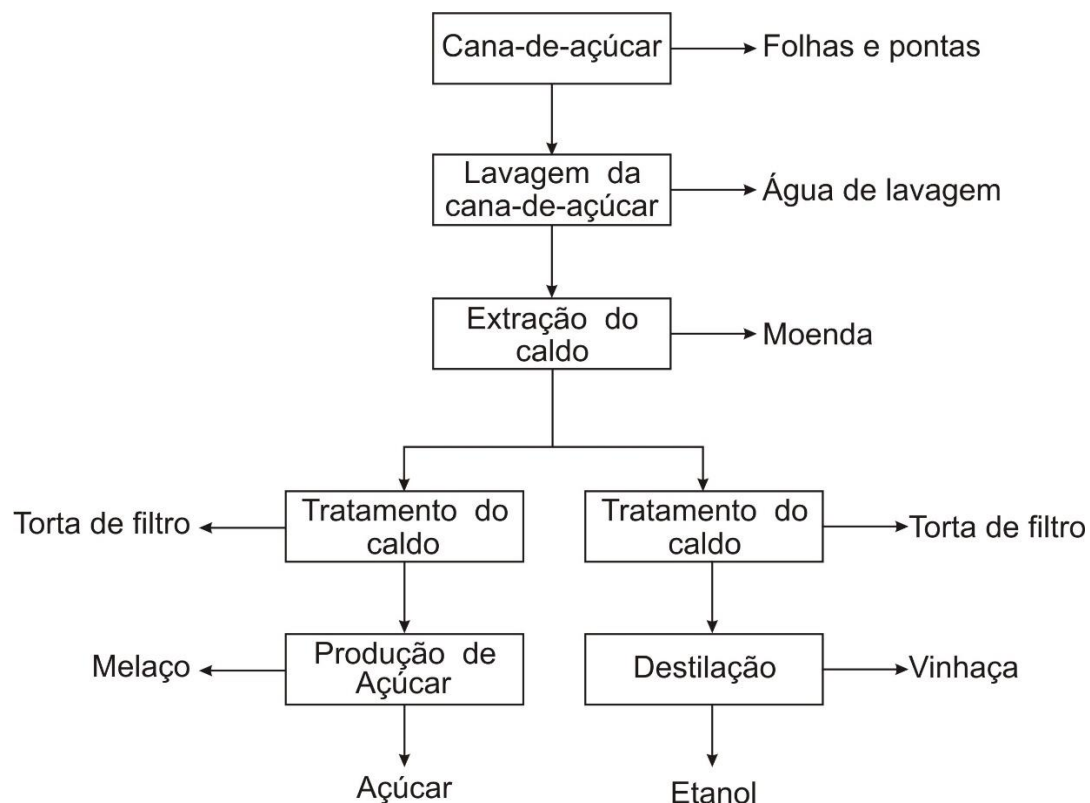 Cana-de-açúcar
Folhas e pontas
Lavagem da
cana-de-açúcar
Água de lavagem
Extração do
caldo
Moenda
Torta de filtro
Tratamento do
caldo
Tratamento do
caldo
Torta de filtro
Melaço
Produção de
Açúcar
Destilação
Vinhaça
Açúcar
Etanol